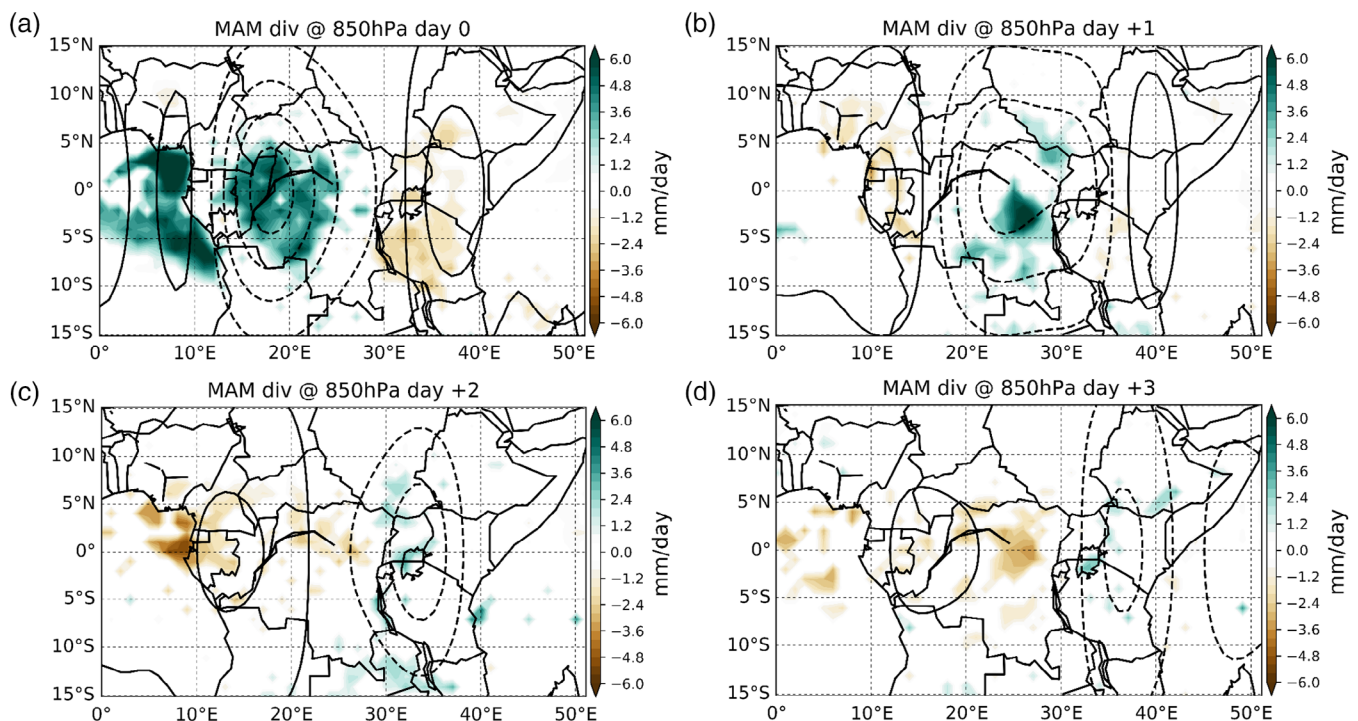 (a)
MAM div @ 850hPa day 0
15°N
10°N
5°N
0°
5°S
10°S
15°S
0° 10°E 20°E 30°E 40°E 50°E
6.0
4.8
3.6
2.4
1.2
0.0
−1.2
−2.4
−3.6
−4.8
−6.0
mm/day
(b)
MAM div @ 850hPa day +1
15°N
10°N
5°N
0°
5°S
10°S
15°S
0° 10°E 20°E 30°E 40°E 50°E
6.0
4.8
3.6
2.4
1.2
0.0
−1.2
−2.4
−3.6
−4.8
−6.0
mm/day
(c)
MAM div @ 850hPa day +2
15°N
10°N
5°N
0°
5°S
10°S
15°S
0° 10°E 20°E 30°E 40°E 50°E
6.0
4.8
3.6
2.4
1.2
0.0
−1.2
−2.4
−3.6
−4.8
−6.0
mm/day
(d)
MAM div @ 850hPa day +3
15°N
10°N
5°N
0°
5°S
10°S
15°S
0° 10°E 20°E 30°E 40°E 50°E
6.0
4.8
3.6
2.4
1.2
0.0
−1.2
−2.4
−3.6
−4.8
−6.0
mm/day